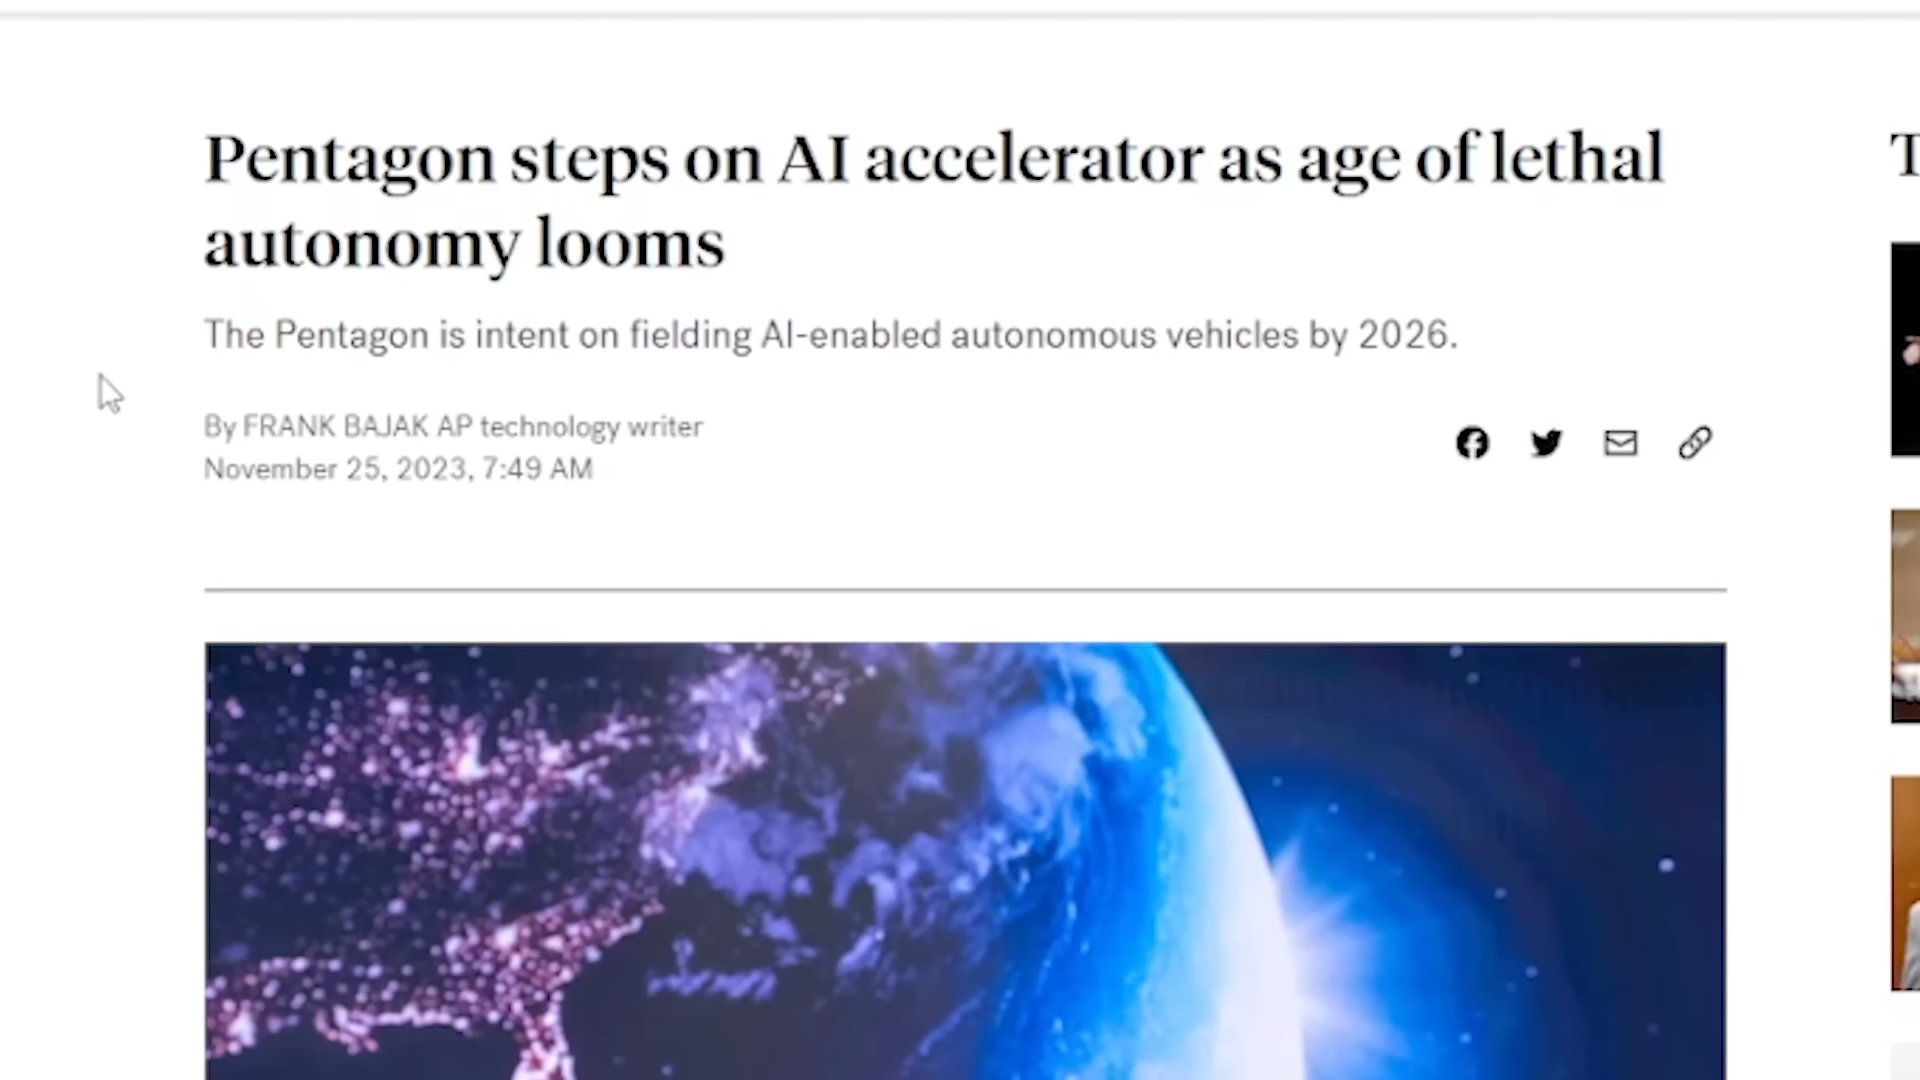 Pentagon steps on AI accelerator as age of lethal
autonomy looms
The Pentagon is intent on fielding AI-enabled autonomous vehicles by 2026.
By FRANK BAJAK AP technology writer
November 25, 2023, 7:49 AM